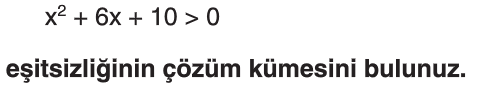 x² + 6x + 10 > 0
eşitsizliğinin çözüm kümesini bulunuz.